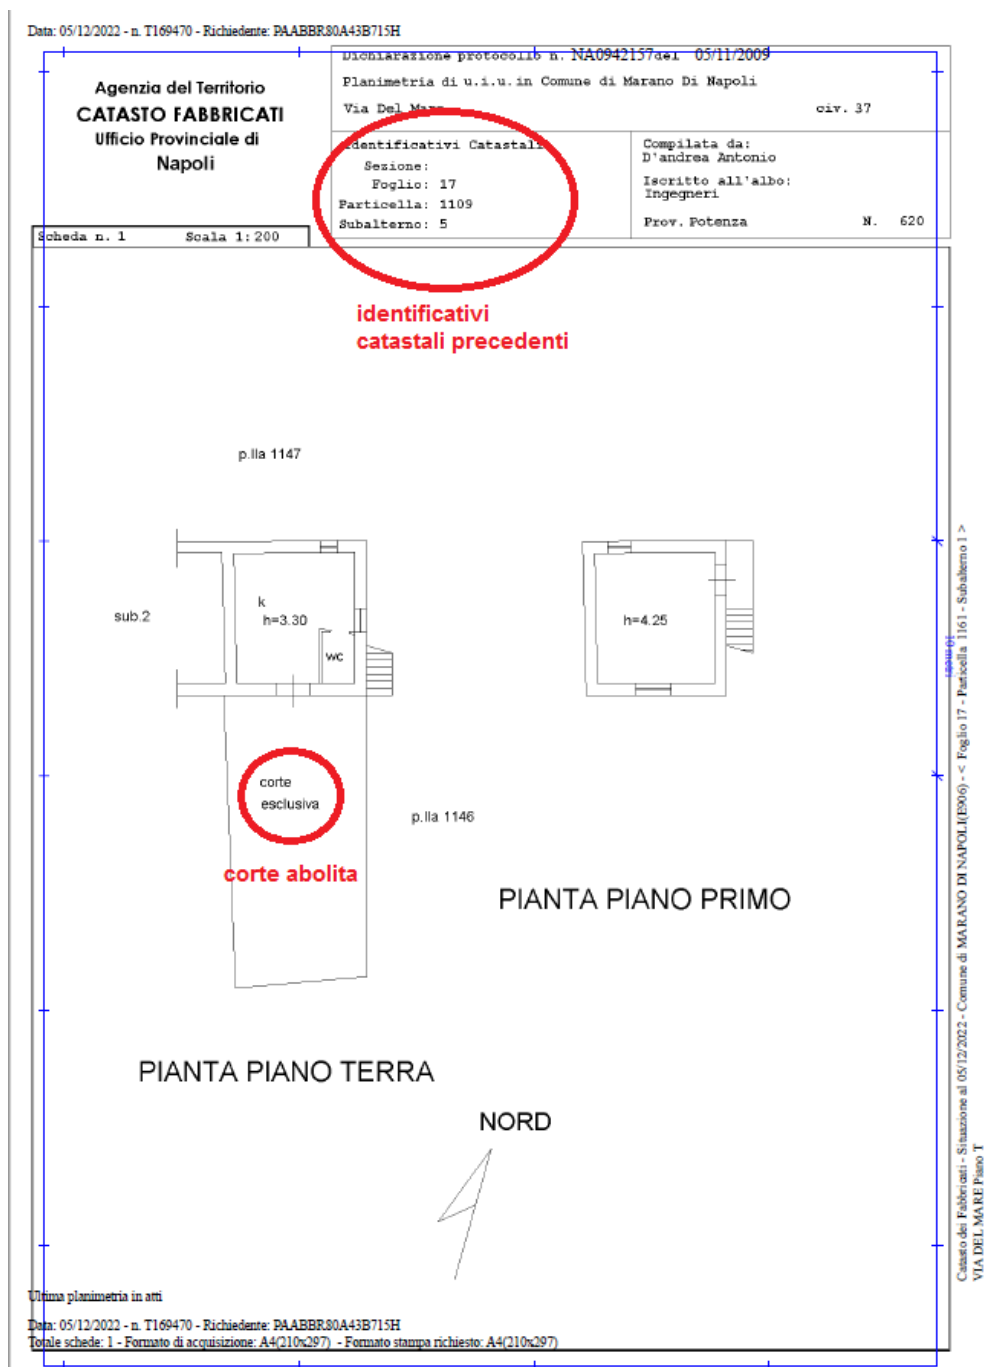 Data: 05/12/2022 - n. T169470 - Richiedente: PAABBR80A43B715H
Agenzia del Territorio
CATASTO FABBRICATI
Ufficio Provinciale di
Napoli
Dichiarazione protocollo n. NA0942157del 05/11/2009
Planimetria di u.i.u. in Comune di Marano Di Napoli
Via Del Mare
civ. 37
Identificativi Catastali
Sezione:
Foglio: 17
Particella: 1109
Subalterno: 5
Compilata da:
D'andrea Antonio
Iscritto all'albo:
Ingegneri
Prov. Potenza N. 620
Scheda n. 1 Scala 1:200
identificativi
catastali precedenti
p.lla 1147
sub.2
k
h=3.30
wc
h=4.25
corte
esclusiva
p.lla 1146
corte abolita
PIANTA PIANO PRIMO
PIANTA PIANO TERRA
NORD
10 metri
Catasto dei Fabbricati - Situazione al 05/12/2022 - Comune di MARANO DI NAPOLI(E906) - < Foglio 17 - Particella 1161 - Subalterno 1 >
VIA DEL MARE Piano T
Ultima planimetria in atti
Data: 05/12/2022 - n. T169470 - Richiedente: PAABBR80A43B715H
Totale schede: 1 - Formato di acquisizione: A4(210x297) - Formato stampa richiesto: A4(210x297)